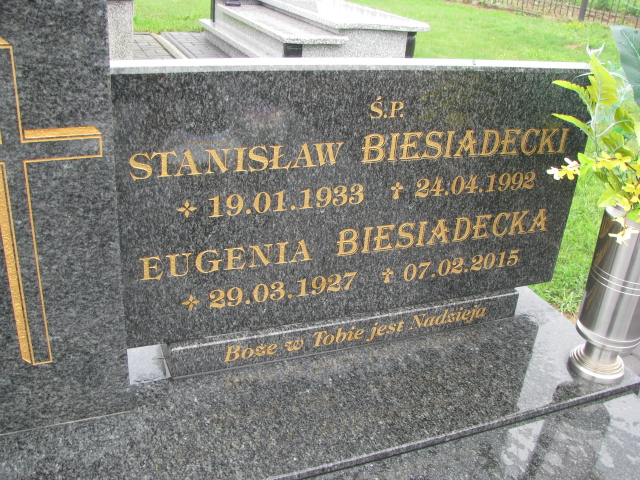 Ś.P.
STANISŁAW BIESIADECKI
19.01.1933 ✝ 24.04.1992
EUGENIA BIESIADECKA
29.03.1927 ✝ 07.02.2015
Boże w Tobie jest Nadzieja